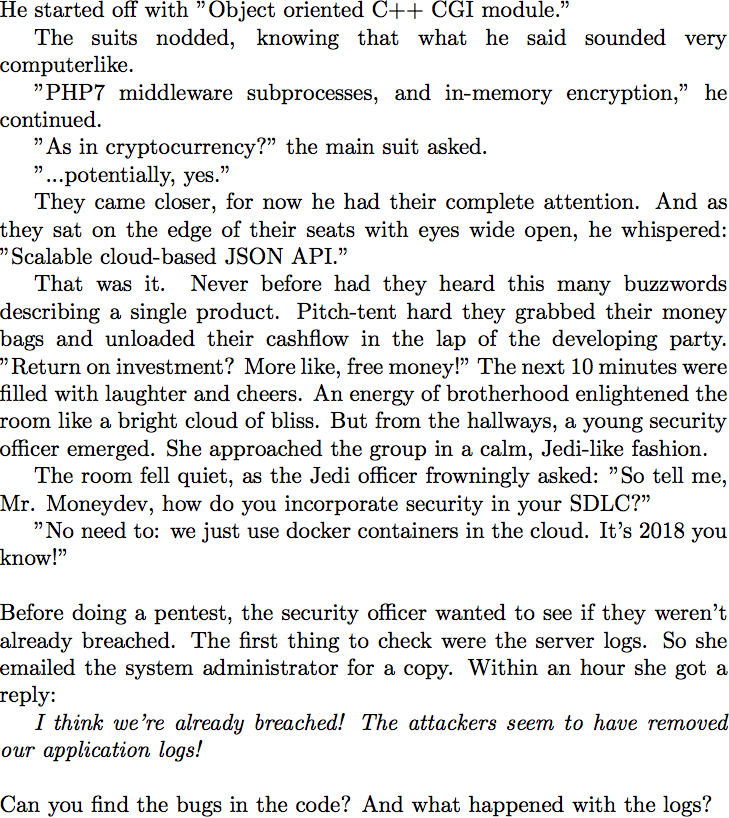 He started off with ”Object oriented C++ CGI module.”
The suits nodded, knowing that what he said sounded very
computerlike.
”PHP7 middleware subprocesses, and in-memory encryption,” he
continued.
”As in cryptocurrency?” the main suit asked.
”...potentially, yes.”
They came closer, for now he had their complete attention. And as
they sat on the edge of their seats with eyes wide open, he whispered:
”Scalable cloud-based JSON API.”
That was it. Never before had they heard this many buzzwords
describing a single product. Pitch-tent hard they grabbed their money
bags and unloaded their cashflow in the lap of the developing party.
”Return on investment? More like, free money!” The next 10 minutes were
filled with laughter and cheers. An energy of brotherhood enlightened the
room like a bright cloud of bliss. But from the hallways, a young security
officer emerged. She approached the group in a calm, Jedi-like fashion.
The room fell quiet, as the Jedi officer frowningly asked: ”So tell me,
Mr. Moneydev, how do you incorporate security in your SDLC?”
”No need to: we just use docker containers in the cloud. It’s 2018 you
know!”
Before doing a pentest, the security officer wanted to see if they weren’t
already breached. The first thing to check were the server logs. So she
emailed the system administrator for a copy. Within an hour she got a
reply:
I think we’re already breached! The attackers seem to have removed
our application logs!
Can you find the bugs in the code? And what happened with the logs?